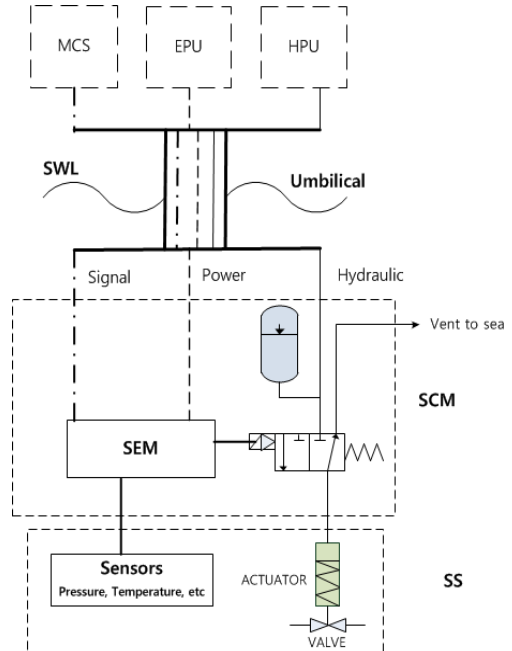 MCS
EPU
HPU
SWL
Umbilical
Signal
Power
Hydraulic
Vent to sea
SCM
SEM
Sensors
Pressure, Temperature, etc
ACTUATOR
SS
VALVE